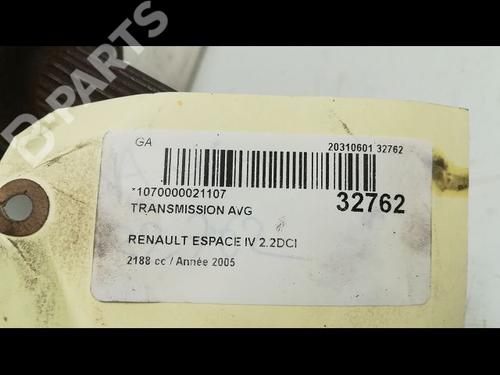 B-PARTS
GA
20310601 32762
*1070000021107
32762
TRANSMISSION AVG
RENAULT ESPACE IV 2.2DCI
2188 cc / Année 2005